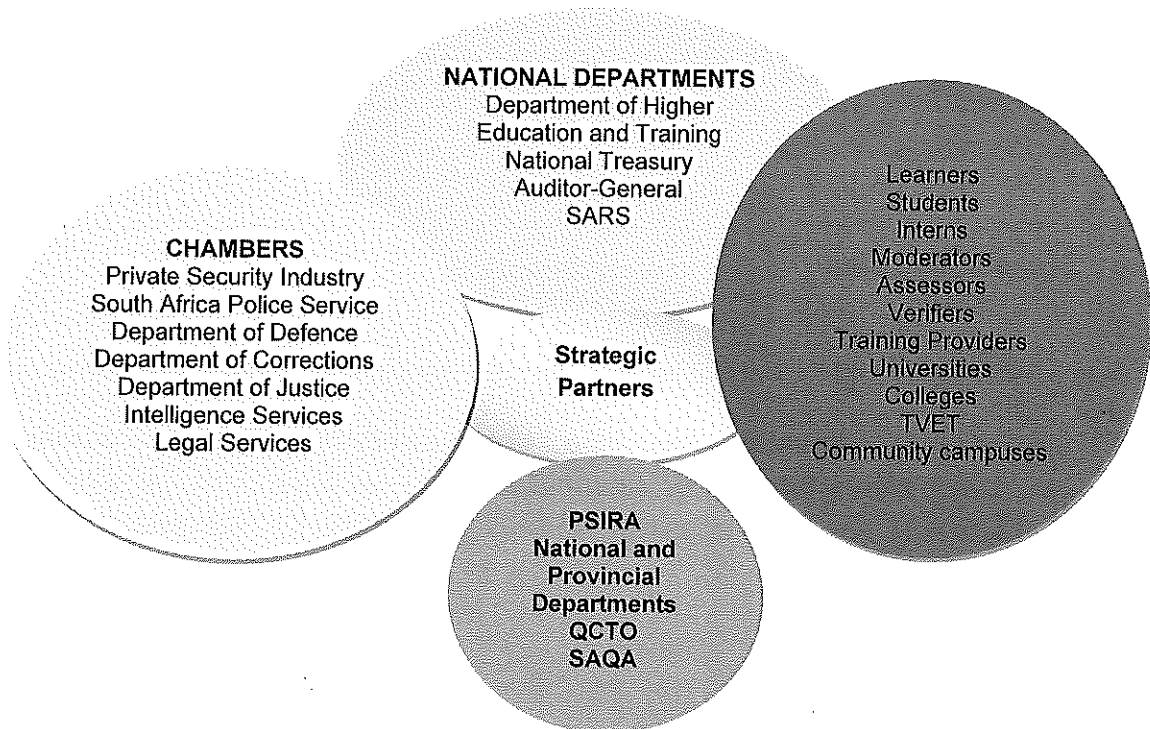 NATIONAL DEPARTMENTS
Department of Higher
Education and Training
National Treasury
Auditor-General
SARS
CHAMBERS
Private Security Industry
South Africa Police Service
Department of Defence
Department of Corrections
Department of Justice
Intelligence Services
Legal Services
Strategic
Partners
Learners
Students
Interns
Moderators
Assessors
Verifiers
Training Providers
Universities
Colleges
TVET
Community campuses
PSIRA
National and
Provincial
Departments
QCTO
SAQA